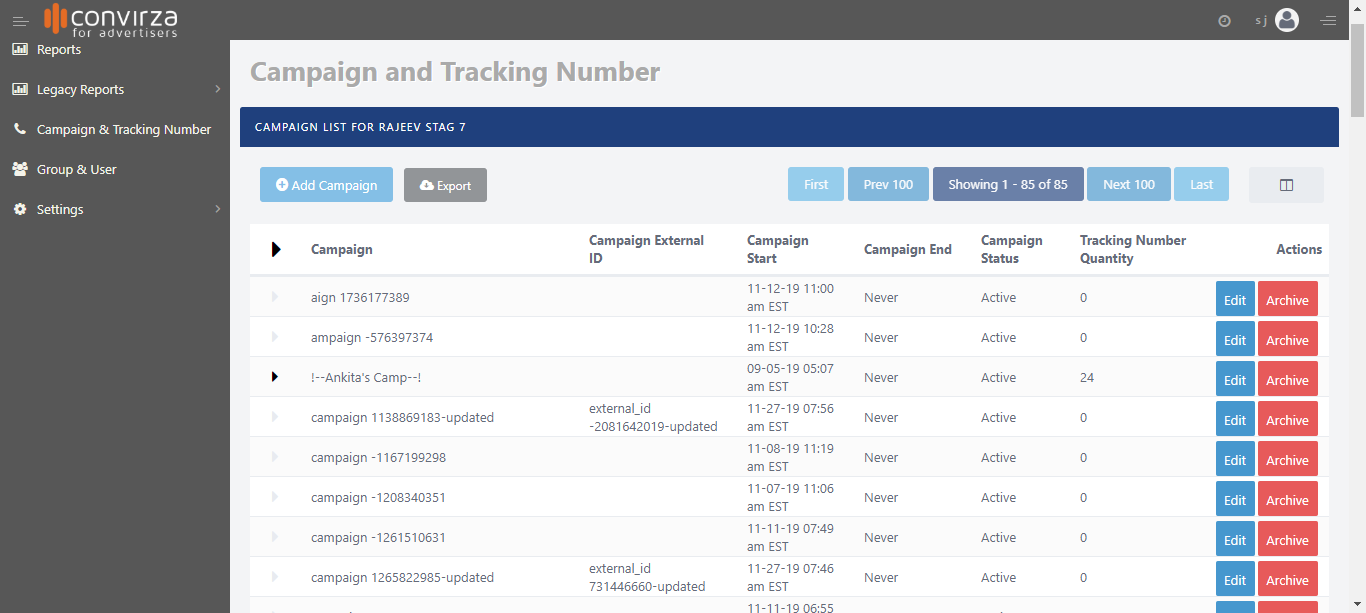 convirza
for advertisers
s j
Reports
Legacy Reports
Campaign & Tracking Number
Group & User
Settings
Campaign and Tracking Number
CAMPAIGN LIST FOR RAJEEV STAG 7
Add Campaign
Export
First
Prev 100
Showing 1 - 85 of 85
Next 100
Last
Campaign
Campaign External
ID
Campaign
Start
Campaign End
Campaign
Status
Tracking Number
Quantity
Actions
aign 1736177389
11-12-19 11:00
am EST
Never
Active
0
Edit
Archive
ampaign -576397374
11-12-19 10:28
am EST
Never
Active
0
Edit
Archive
!--Ankita's Camp--!
09-05-19 05:07
am EST
Never
Active
24
Edit
Archive
campaign 1138869183-updated
external_id
-2081642019-updated
11-27-19 07:56
am EST
Never
Active
0
Edit
Archive
campaign -1167199298
11-08-19 11:19
am EST
Never
Active
0
Edit
Archive
campaign -1208340351
11-07-19 11:06
am EST
Never
Active
0
Edit
Archive
campaign -1261510631
11-11-19 07:49
am EST
Never
Active
0
Edit
Archive
campaign 1265822985-updated
external_id
731446660-updated
11-27-19 07:46
am EST
Never
Active
0
Edit
Archive
11-11-19 06:55